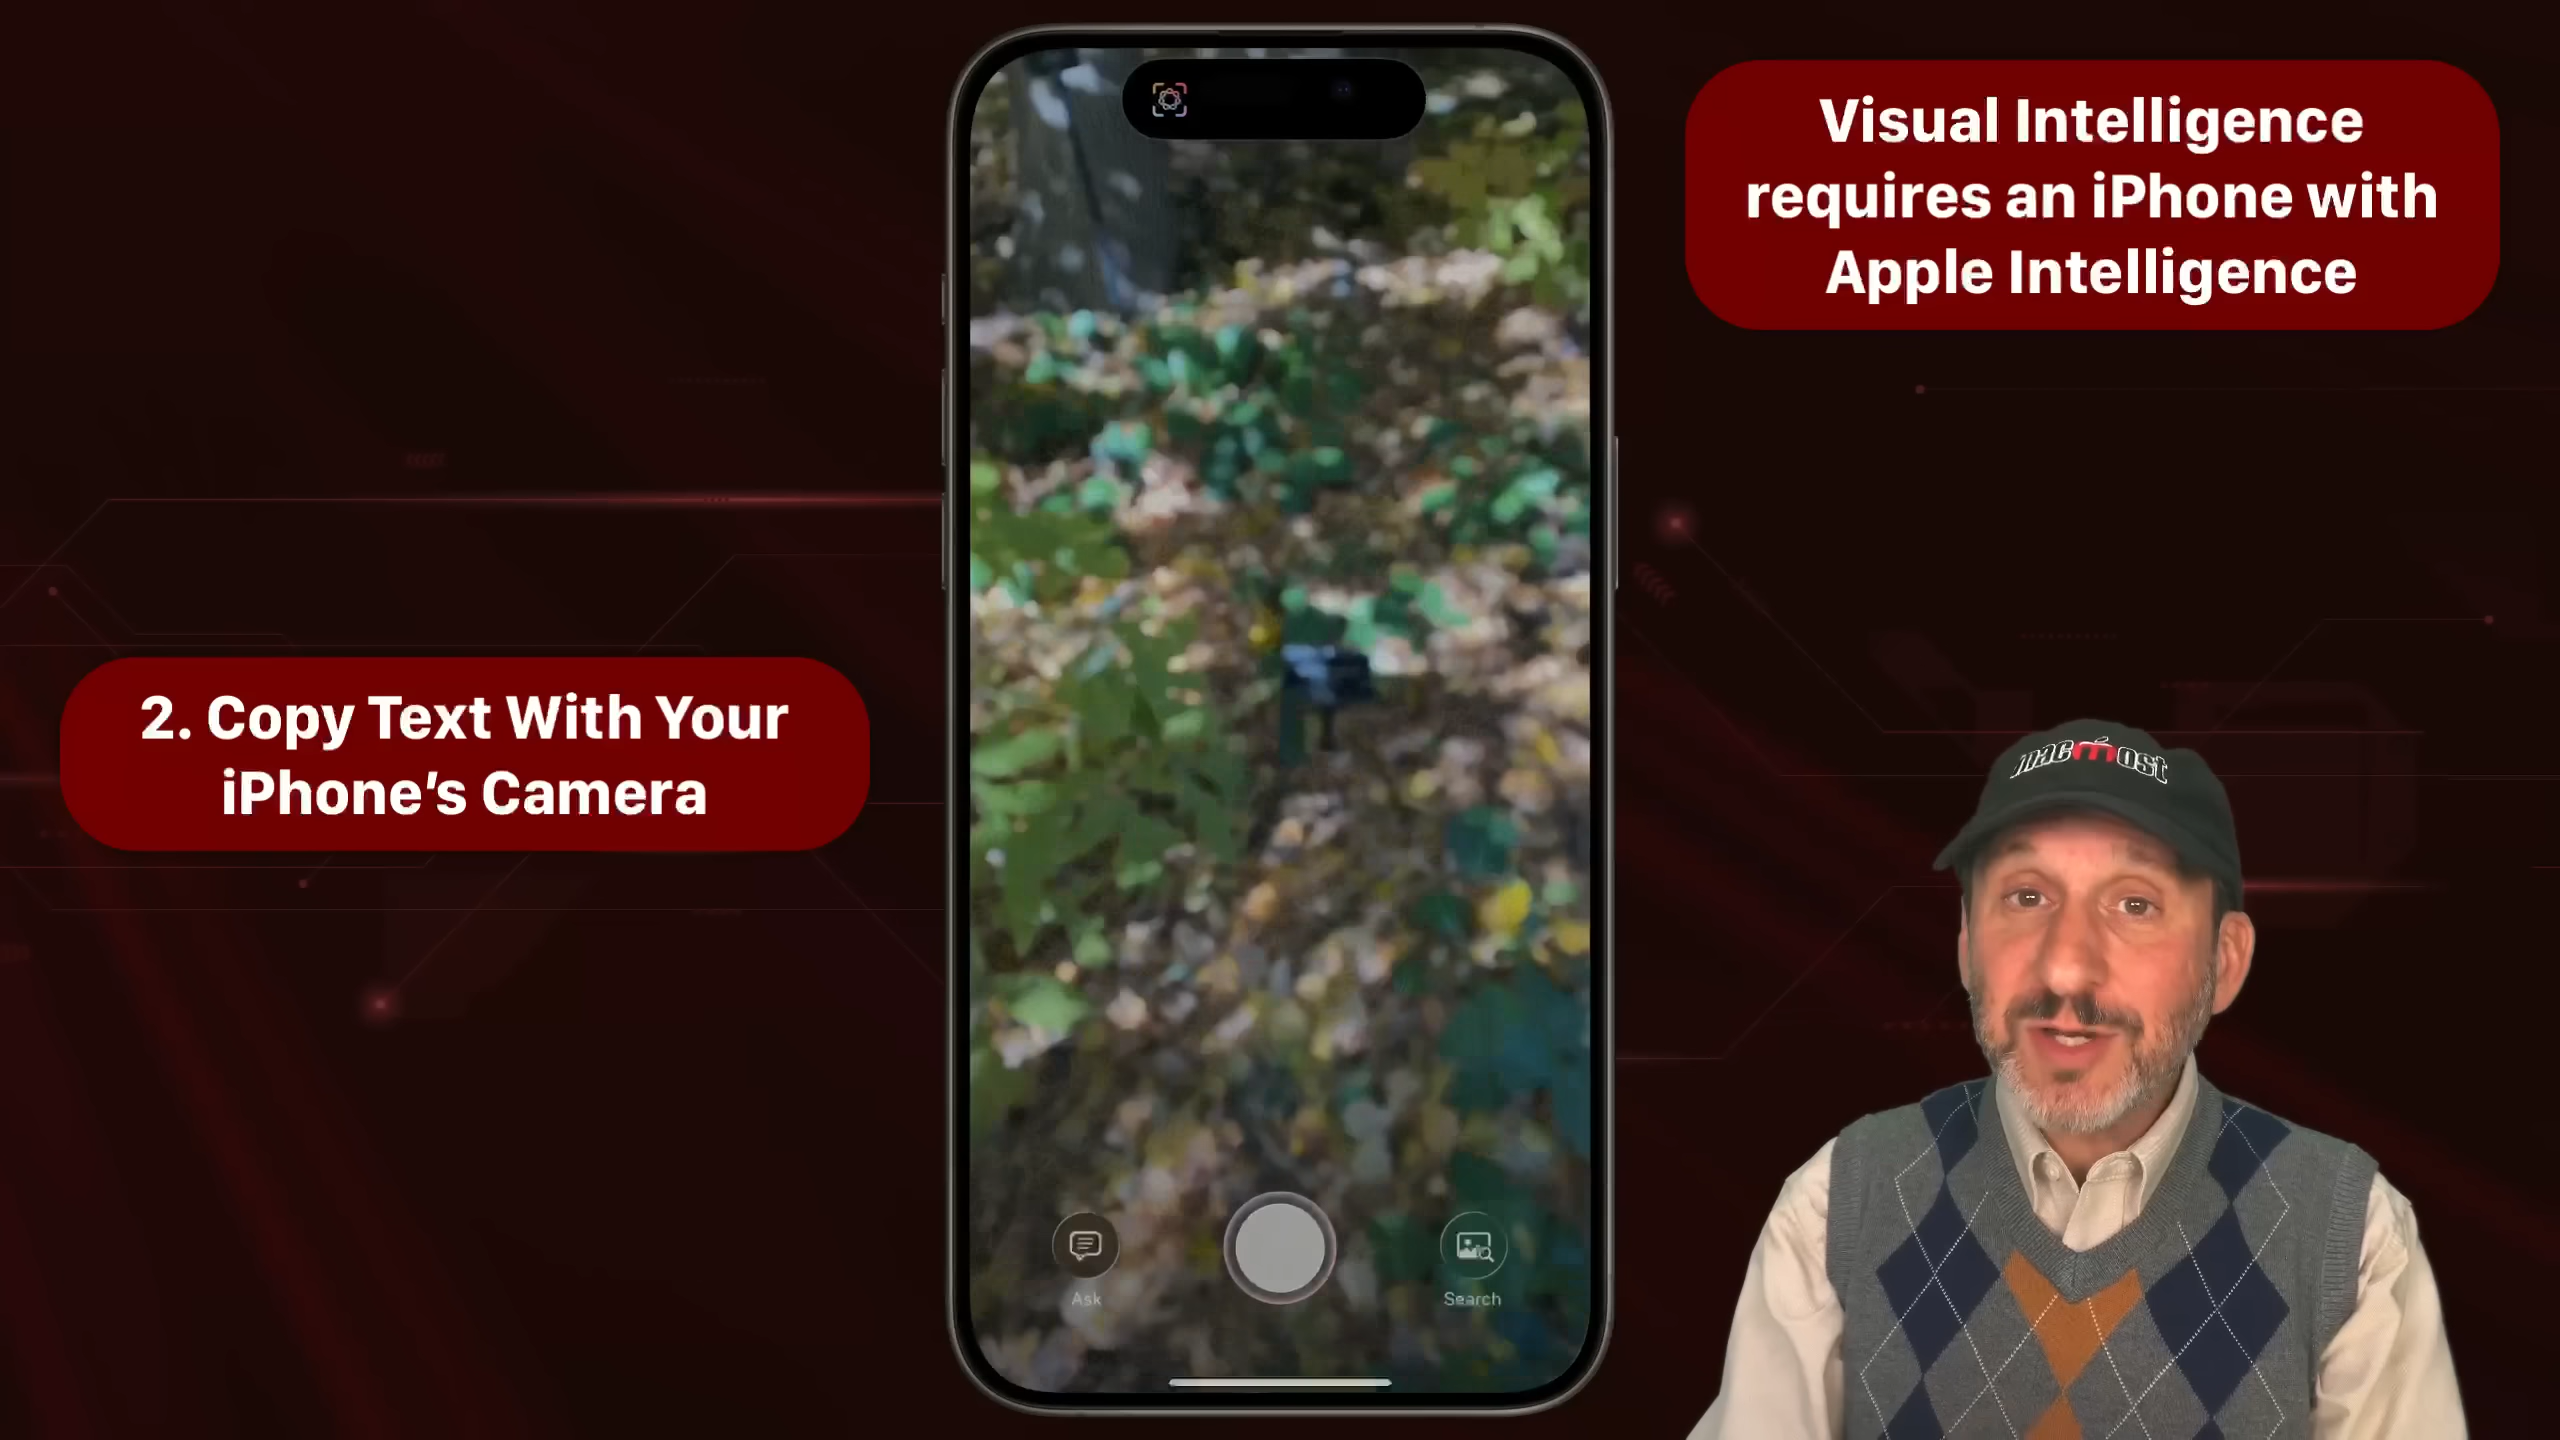 Visual Intelligence
requires an iPhone with
Apple Intelligence
2. Copy Text With Your
iPhone’s Camera
macmost
Ask
Search